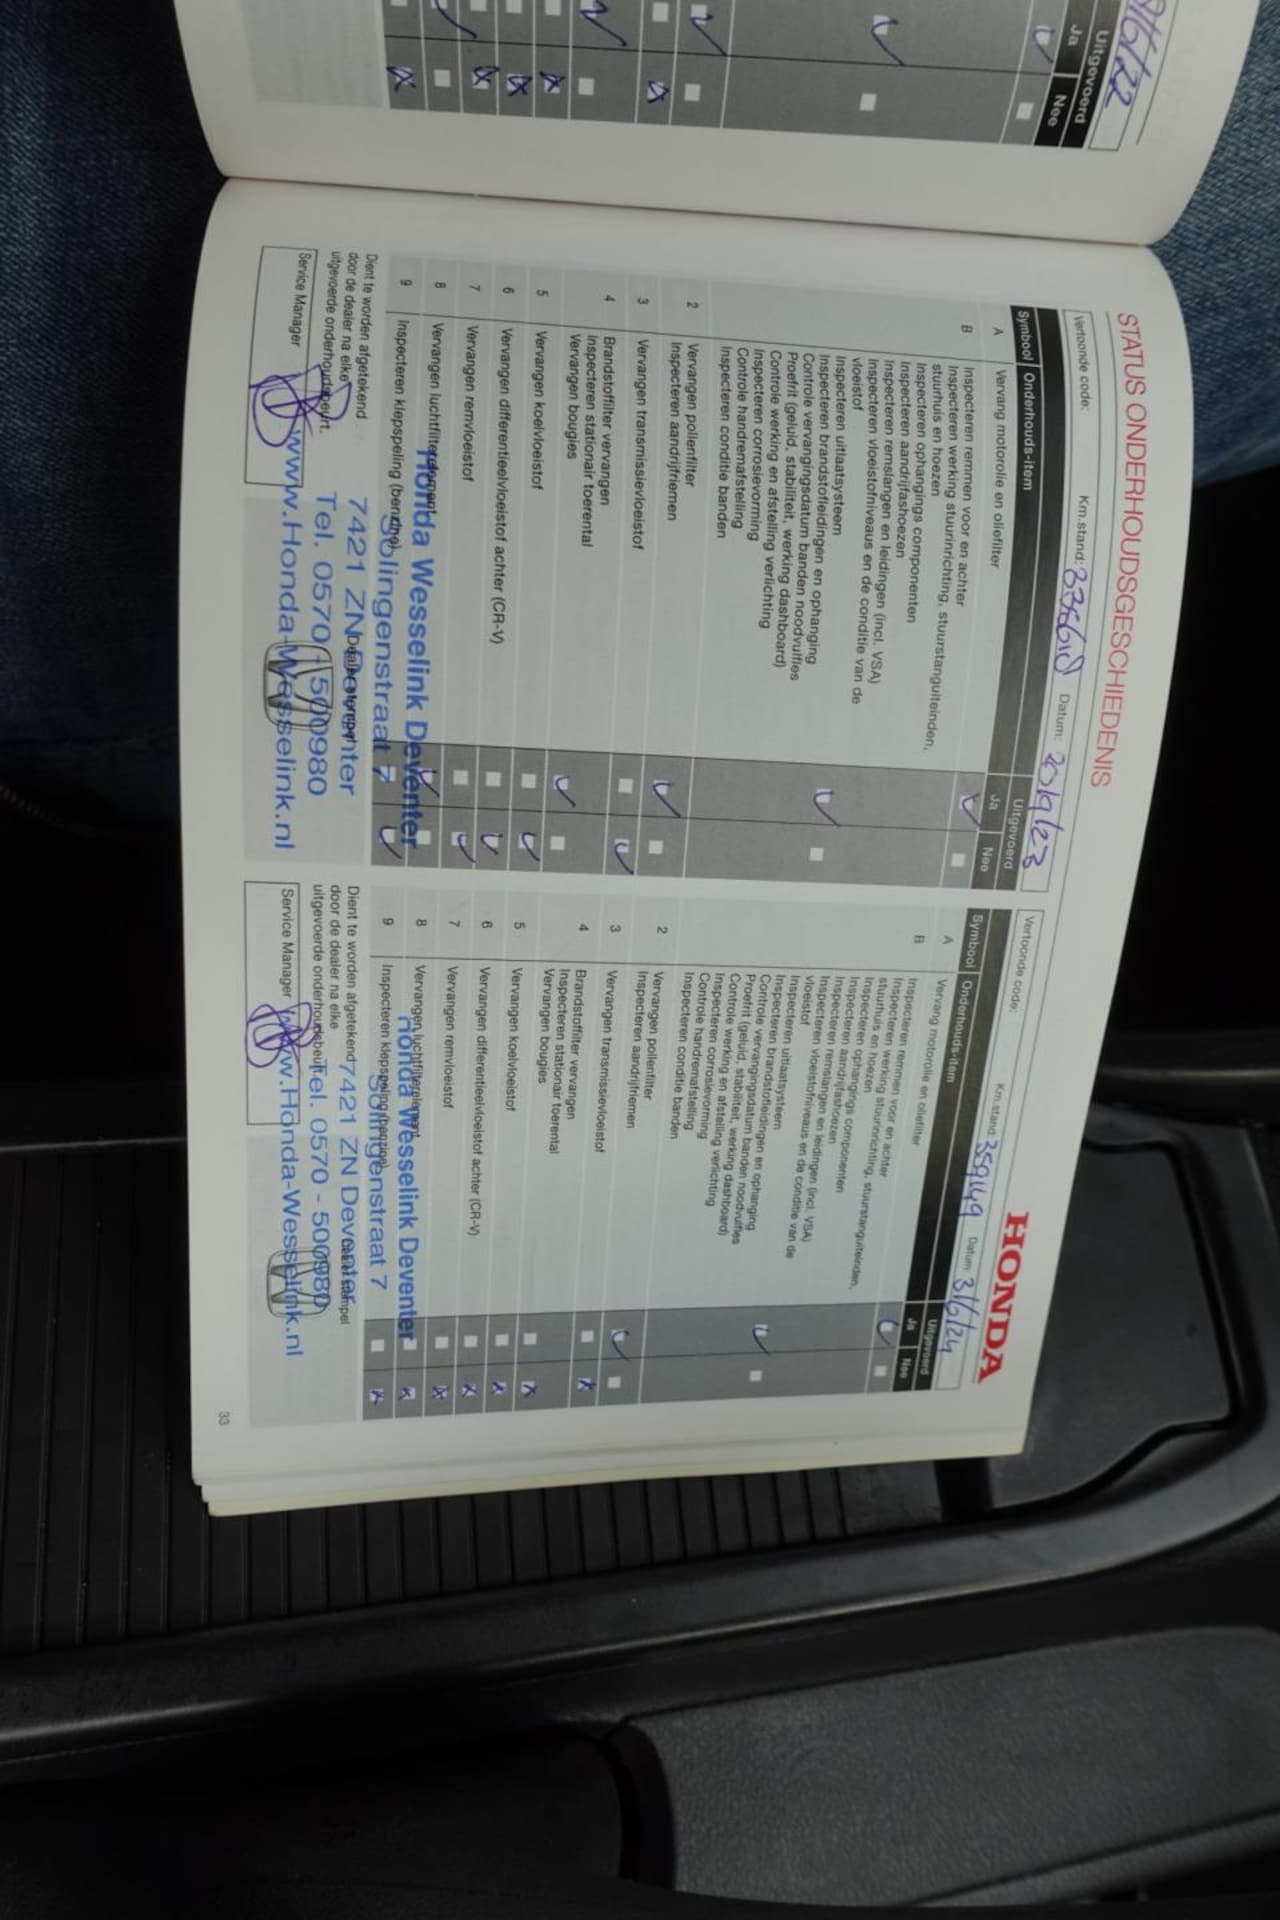 9/6/22
Uitgevoerd
Ja Nee
STATUS ONDERHOUDSGESCHIEDENIS
Vertoonde code: Km.stand: Datum:
Uitgevoerd
Symbool Onderhouds-item Ja Nee
A Vervang motorolie en oliefilter
B Inspecteren remmen voor en achter
Inspecteren werking stuurinrichting, stuurstanguiteinden,
stuurhuis en hoezen
Inspecteren ophangings componenten
Inspecteren aandrijfashoezen
Inspecteren remslangen en leidingen (incl. VSA)
Inspecteren vloeistofniveaus en de conditie van de
vloeistof
Inspecteren uitlaatsysteem
Inspecteren brandstofleidingen en ophanging
Controle vervangingsdatum banden noodvulfles
Proefrit (geluid, stabiliteit, werking dashboard)
Controle werking en afstelling verlichting
Inspecteren corrosievorming
Controle handremafstelling
Inspecteren conditie banden
2 Vervangen pollenfilter
Inspecteren aandrijfriemen
3 Vervangen transmissievloeistof
4 Brandstoffilter vervangen
Inspecteren stationair toerental
Vervangen bougies
5 Vervangen koelvloeistof
6 Vervangen differentieelvloeistof achter (CR-V)
7 Vervangen remvloeistof
8 Vervangen luchtfilterelement
9 Inspecteren klepspeling (benzine)
Dient te worden afgetekend
door de dealer na elke
uitgevoerde onderhoudsbeurt.
Service Manager
Dealer stempel
Honda Wesselink Deventer
Solingenstraat 7
7421 ZN Deventer
Tel. 0570 - 500980
www.Honda-Wesselink.nl
HONDA
Vertoonde code: Km.stand: 359149 Datum: 3/6/24
Uitgevoerd
Symbool Onderhouds-item Ja Nee
A Vervang motorolie en oliefilter
B Inspecteren remmen voor en achter
Inspecteren werking stuurinrichting, stuurstanguiteinden,
stuurhuis en hoezen
Inspecteren ophangings componenten
Inspecteren aandrijfashoezen
Inspecteren remslangen en leidingen (incl. VSA)
Inspecteren vloeistofniveaus en de conditie van de
vloeistof
Inspecteren uitlaatsysteem
Inspecteren brandstofleidingen en ophanging
Controle vervangingsdatum banden noodvulfles
Proefrit (geluid, stabiliteit, werking dashboard)
Controle werking en afstelling verlichting
Inspecteren corrosievorming
Controle handremafstelling
Inspecteren conditie banden
2 Vervangen pollenfilter
Inspecteren aandrijfriemen
3 Vervangen transmissievloeistof
4 Brandstoffilter vervangen
Inspecteren stationair toerental
Vervangen bougies
5 Vervangen koelvloeistof
6 Vervangen differentieelvloeistof achter (CR-V)
7 Vervangen remvloeistof
8 Vervangen luchtfilterelement
9 Inspecteren klepspeling (benzine)
Dient te worden afgetekend
door de dealer na elke
uitgevoerde onderhoudsbeurt.
Service Manager
Dealer stempel
Honda Wesselink Deventer
Solingenstraat 7
7421 ZN Deventer
Tel. 0570 - 500980
www.Honda-Wesselink.nl
33